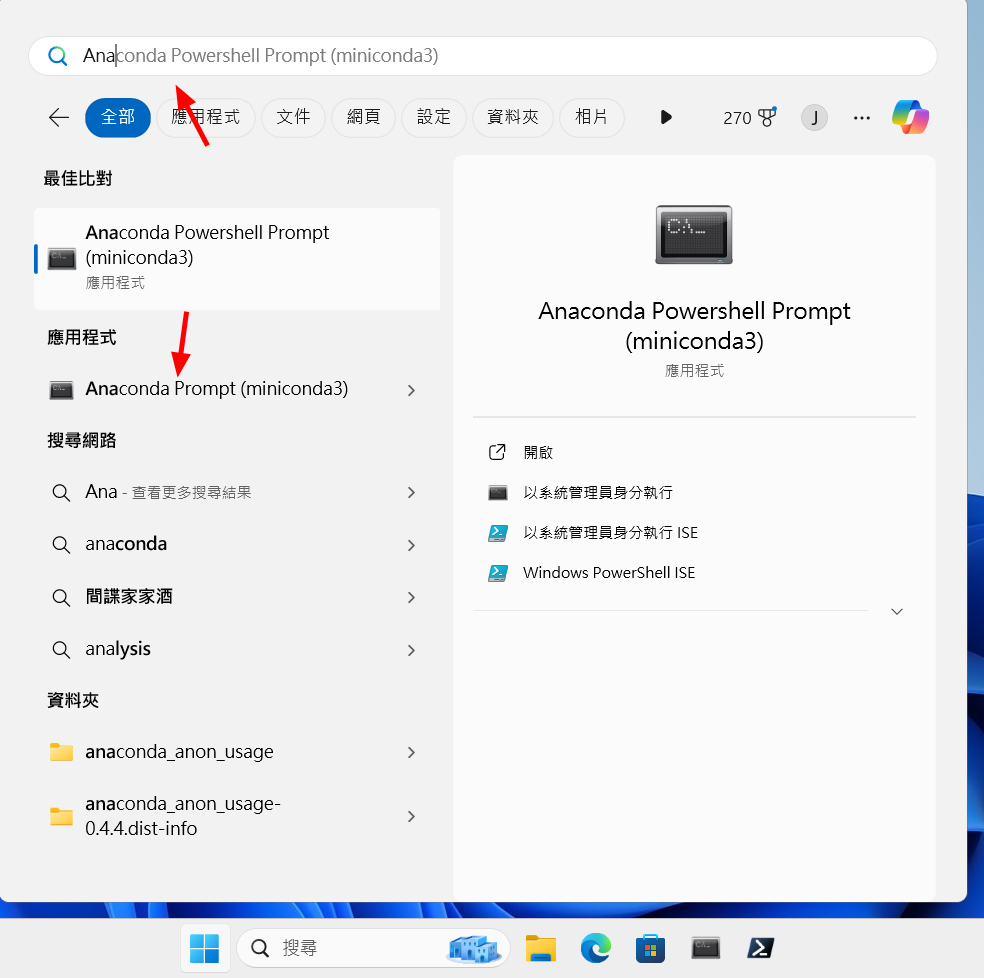 Anaconda Powershell Prompt (miniconda3)
全部 應用程式 文件 網頁 設定 資料夾 相片 270 J
最佳比對
Anaconda Powershell Prompt
(miniconda3)
應用程式
應用程式
Anaconda Prompt (miniconda3)
搜尋網路
Ana - 查看更多搜尋結果
anaconda
間諜家家酒
analysis
資料夾
anaconda_anon_usage
anaconda_anon_usage-
0.4.4.dist-info
C:\_
Anaconda Powershell Prompt
(miniconda3)
應用程式
開啟
以系統管理員身分執行
以系統管理員身分執行 ISE
Windows PowerShell ISE
搜尋